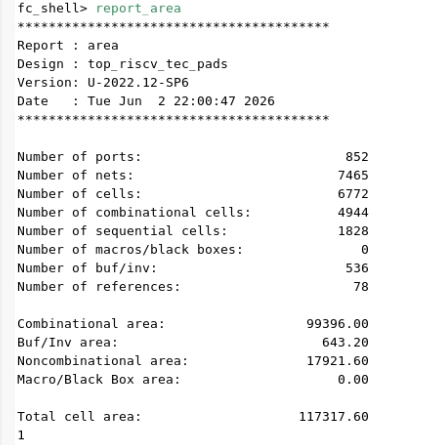 fc_shell> report_area
****************************************
Report : area
Design : top_riscv_tec_pads
Version: U-2022.12-SP6
Date   : Tue Jun  2 22:00:47 2026
****************************************
Number of ports: 852
Number of nets: 7465
Number of cells: 6772
Number of combinational cells: 4944
Number of sequential cells: 1828
Number of macros/black boxes: 0
Number of buf/inv: 536
Number of references: 78
Combinational area: 99396.00
Buf/Inv area: 643.20
Noncombinational area: 17921.60
Macro/Black Box area: 0.00
Total cell area: 117317.60
1